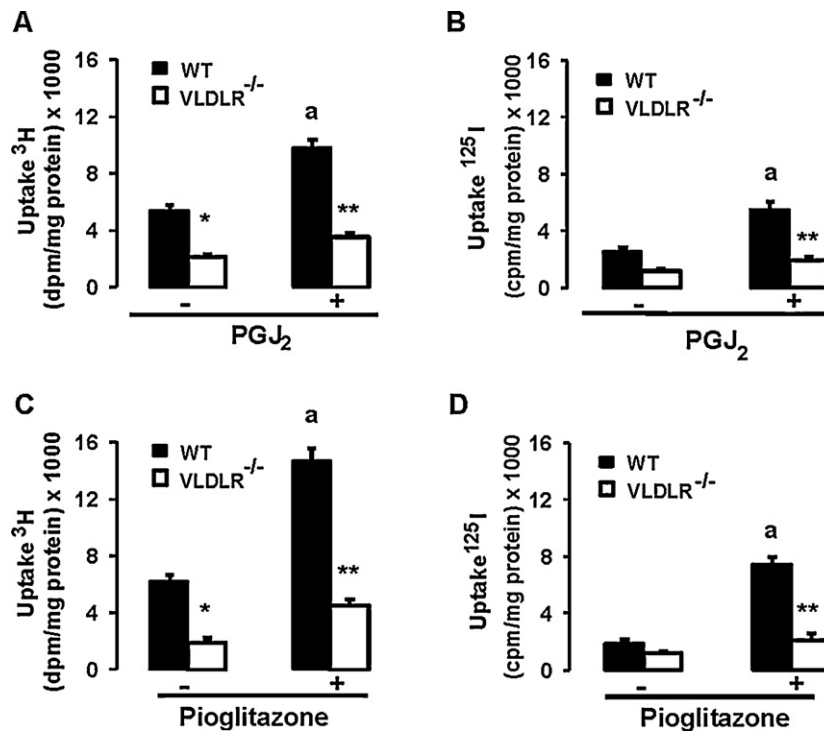 A
Uptake ³H
(dpm/mg protein) x 1000
16
12
8
4
0
WT
VLDLR⁻/⁻
*
a
**
-
+
PGJ₂
B
Uptake ¹²⁵I
(cpm/mg protein) x 1000
16
12
8
4
0
WT
VLDLR⁻/⁻
a
**
-
+
PGJ₂
C
Uptake ³H
(dpm/mg protein) x 1000
16
12
8
4
0
WT
VLDLR⁻/⁻
*
a
**
-
+
Pioglitazone
D
Uptake¹²⁵I
(cpm/mg protein) x 1000
16
12
8
4
0
WT
VLDLR⁻/⁻
a
**
-
+
Pioglitazone